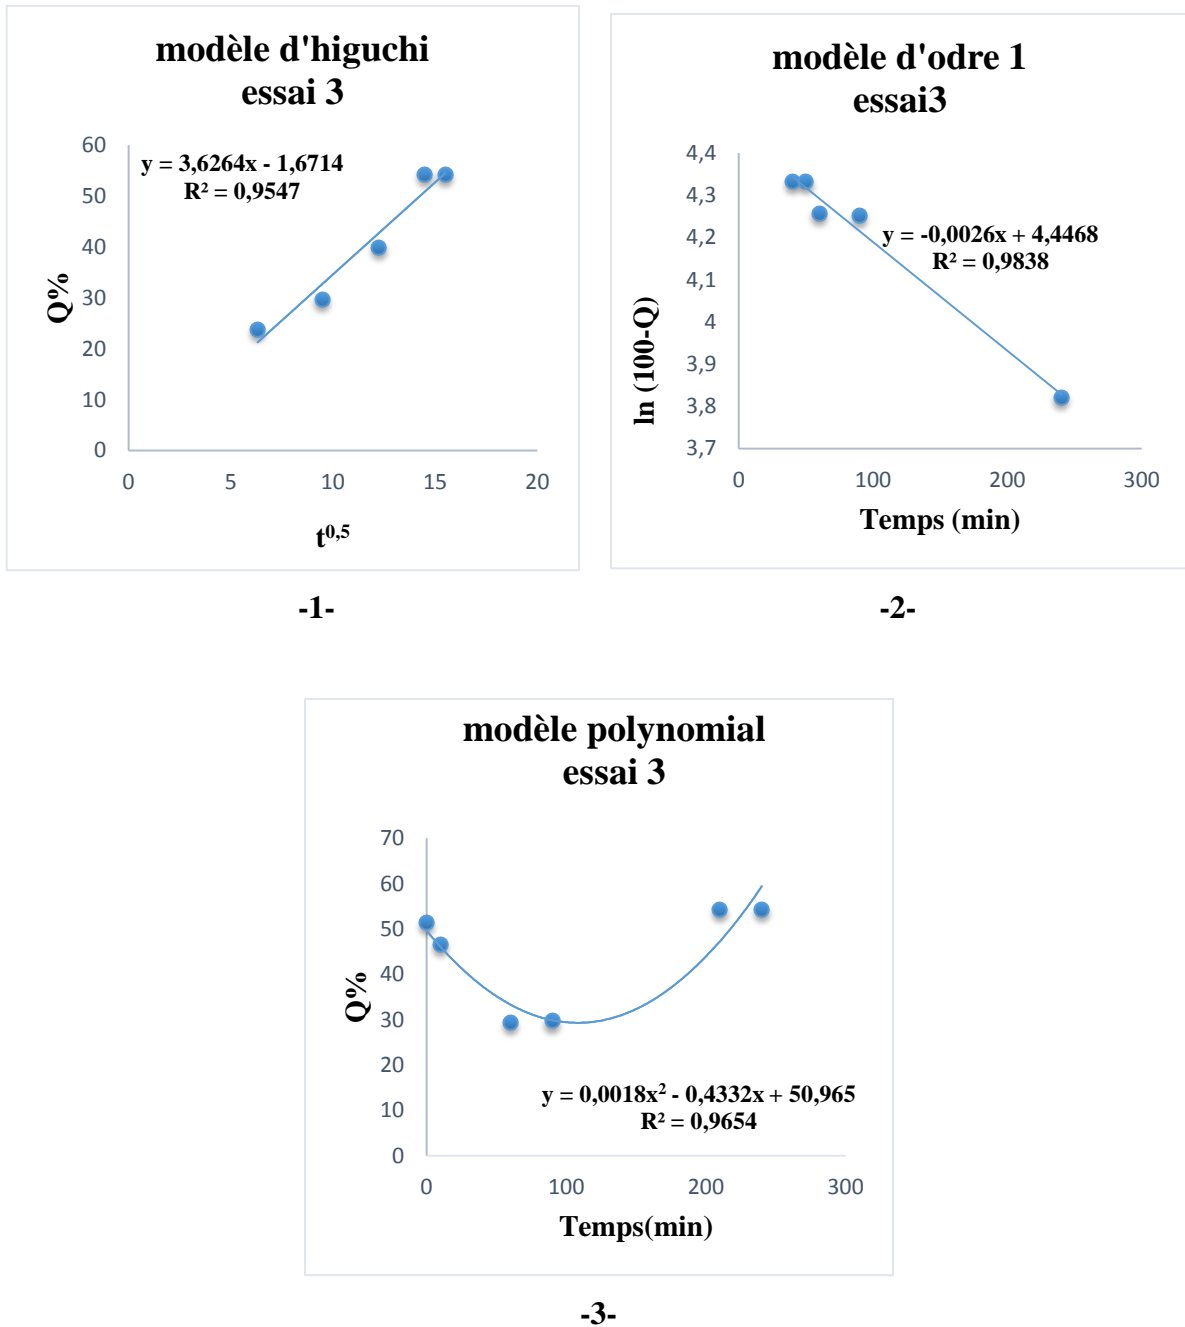 modèle d'higuchi
essai 3
60
50
40
30
20
10
0
y = 3,6264x - 1,6714
R² = 0,9547
Q%
0 5 10 15 20
t⁰,⁵
-1-
modèle d'odre 1
essai3
4,4
4,3
4,2
4,1
4
3,9
3,8
3,7
y = -0,0026x + 4,4468
R² = 0,9838
ln (100-Q)
0 100 200 300
Temps (min)
-2-
modèle polynomial
essai 3
70
60
50
40
30
20
10
0
Q%
y = 0,0018x² - 0,4332x + 50,965
R² = 0,9654
0 100 200 300
Temps(min)
-3-